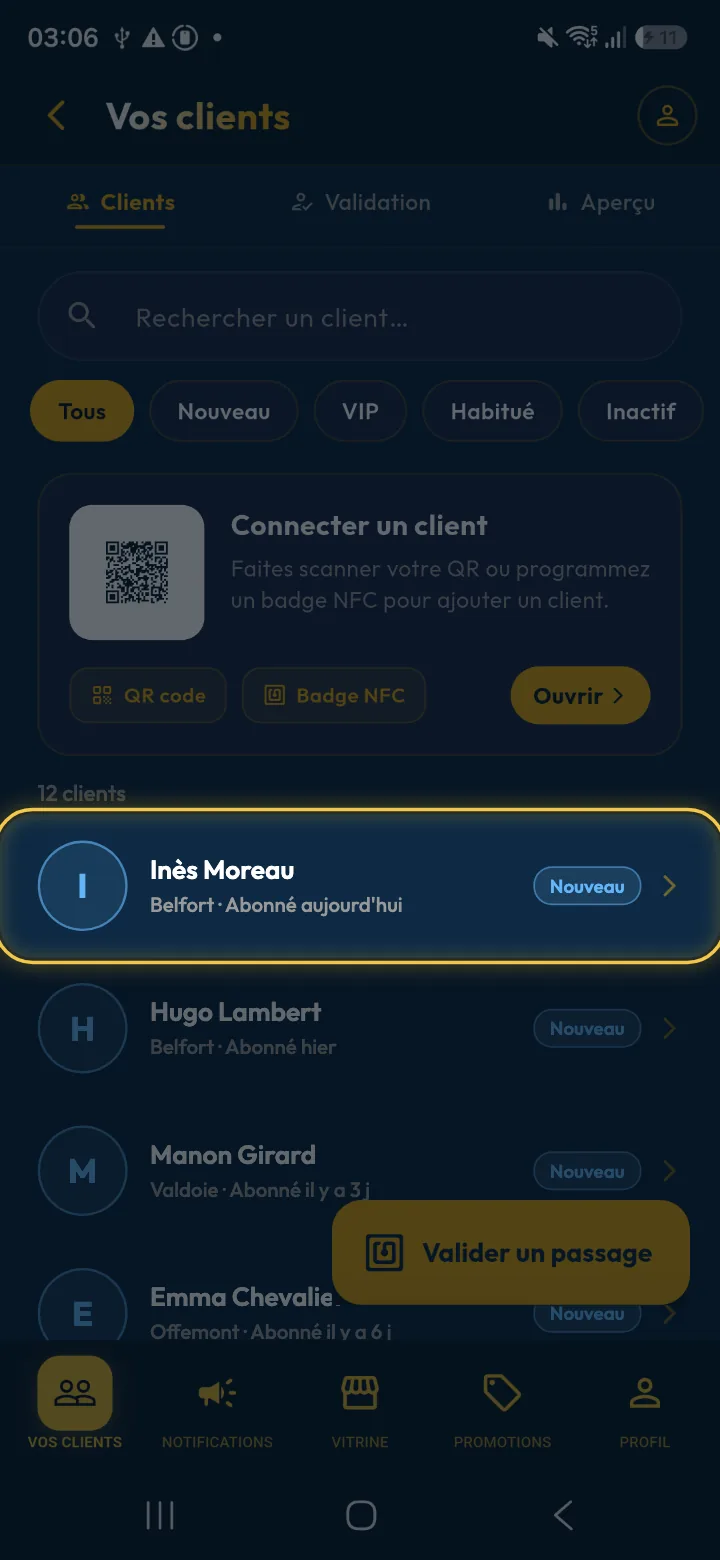 03:06
5
11
Vos clients
Clients
Validation
Aperçu
Rechercher un client...
Tous
Nouveau
VIP
Habitué
Inactif
Connecter un client
Faites scanner votre QR ou programmez
un badge NFC pour ajouter un client.
QR code
Badge NFC
Ouvrir
12 clients
I
Inès Moreau
Belfort · Abonné aujourd'hui
Nouveau
H
Hugo Lambert
Belfort · Abonné hier
Nouveau
M
Manon Girard
Valdoie · Abonné il y a 3 j
Nouveau
Valider un passage
E
Emma Chevalie
Offemont · Abonné il y a 6 j
Nouveau
VOS CLIENTS
NOTIFICATIONS
VITRINE
PROMOTIONS
PROFIL